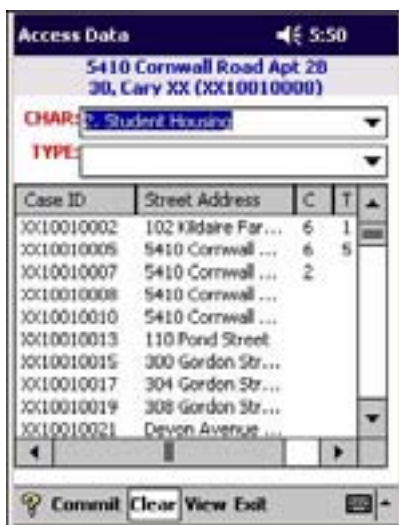 Access Data 5:50
5410 Cornwall Road Apt 2B
30, Cary XX (XX10010000)
CHAR: 2. Student Housing
TYPE:
Case ID Street Address C T
XX10010002 102 Kildaire Far... 6 1
XX10010005 5410 Cornwall ... 6 5
XX10010007 5410 Cornwall ... 2
XX10010008 5410 Cornwall ...
XX10010010 5410 Cornwall ...
XX10010013 110 Pond Street
XX10010015 300 Gordon Str...
XX10010017 304 Gordon Str...
XX10010019 308 Gordon Str...
XX10010021 Devon Avenue ...
Commit Clear View Exit